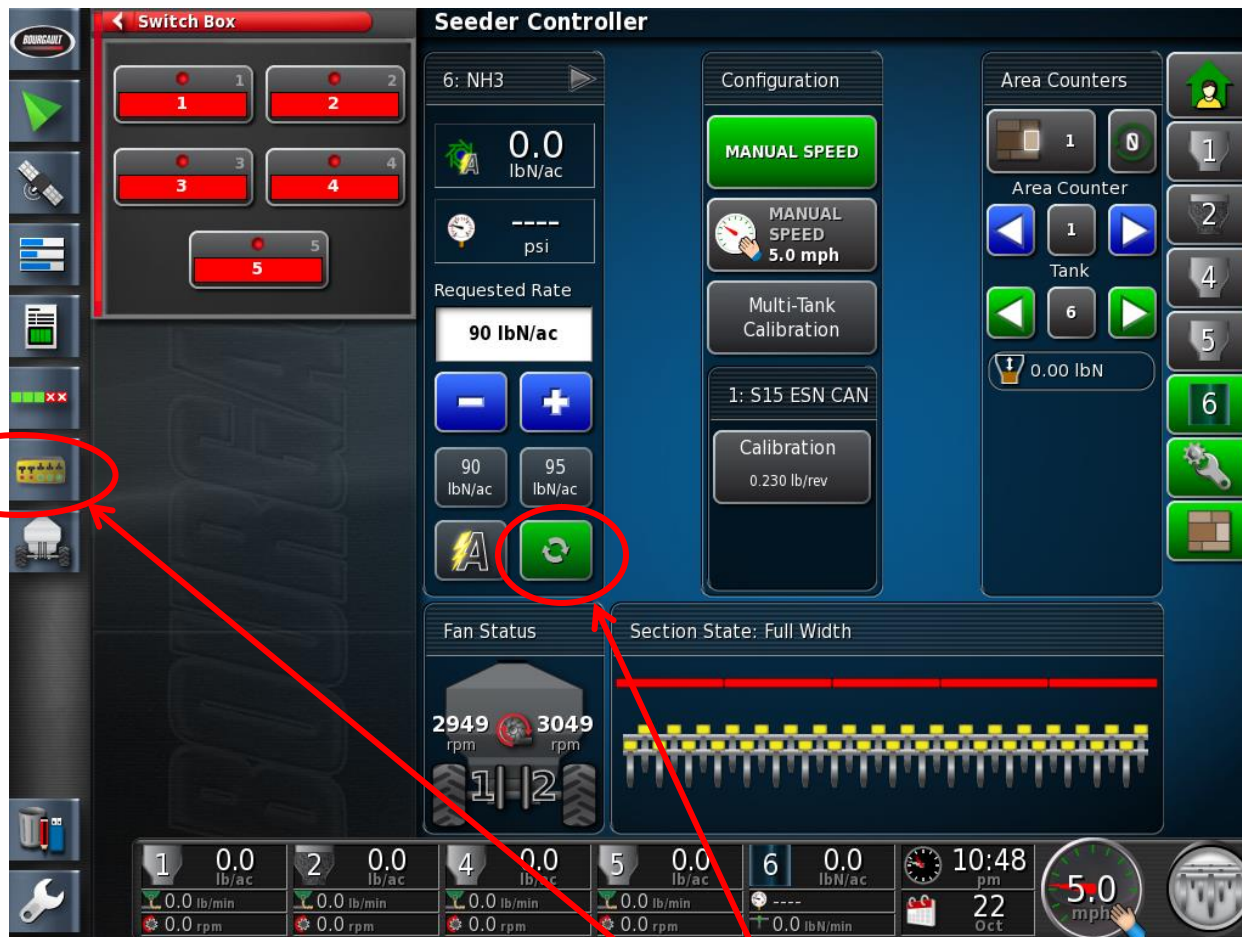 BOURGAULT
Switch Box
1
1
2
2
3
3
4
4
5
5
Seeder Controller
6: NH3
0.0
lbN/ac
----
psi
Requested Rate
90 lbN/ac
90
lbN/ac
95
lbN/ac
A
Configuration
MANUAL SPEED
MANUAL
SPEED
5.0 mph
Multi-Tank
Calibration
1: S15 ESN CAN
Calibration
0.230 lb/rev
Area Counters
1
0
Area Counter
1
Tank
6
0.00 lbN
1
2
4
5
6
Fan Status
2949
rpm
3049
rpm
1 2
Section State: Full Width
BOURGA
1 0.0
lb/ac
0.0 lb/min
0.0 rpm
2 0.0
lb/ac
0.0 lb/min
0.0 rpm
4 0.0
lb/ac
0.0 lb/min
0.0 rpm
5 0.0
lb/ac
0.0 lb/min
0.0 rpm
6 0.0
lbN/ac
----
0.0 lbN/min
10:48
pm
22
Oct
5.0
mph